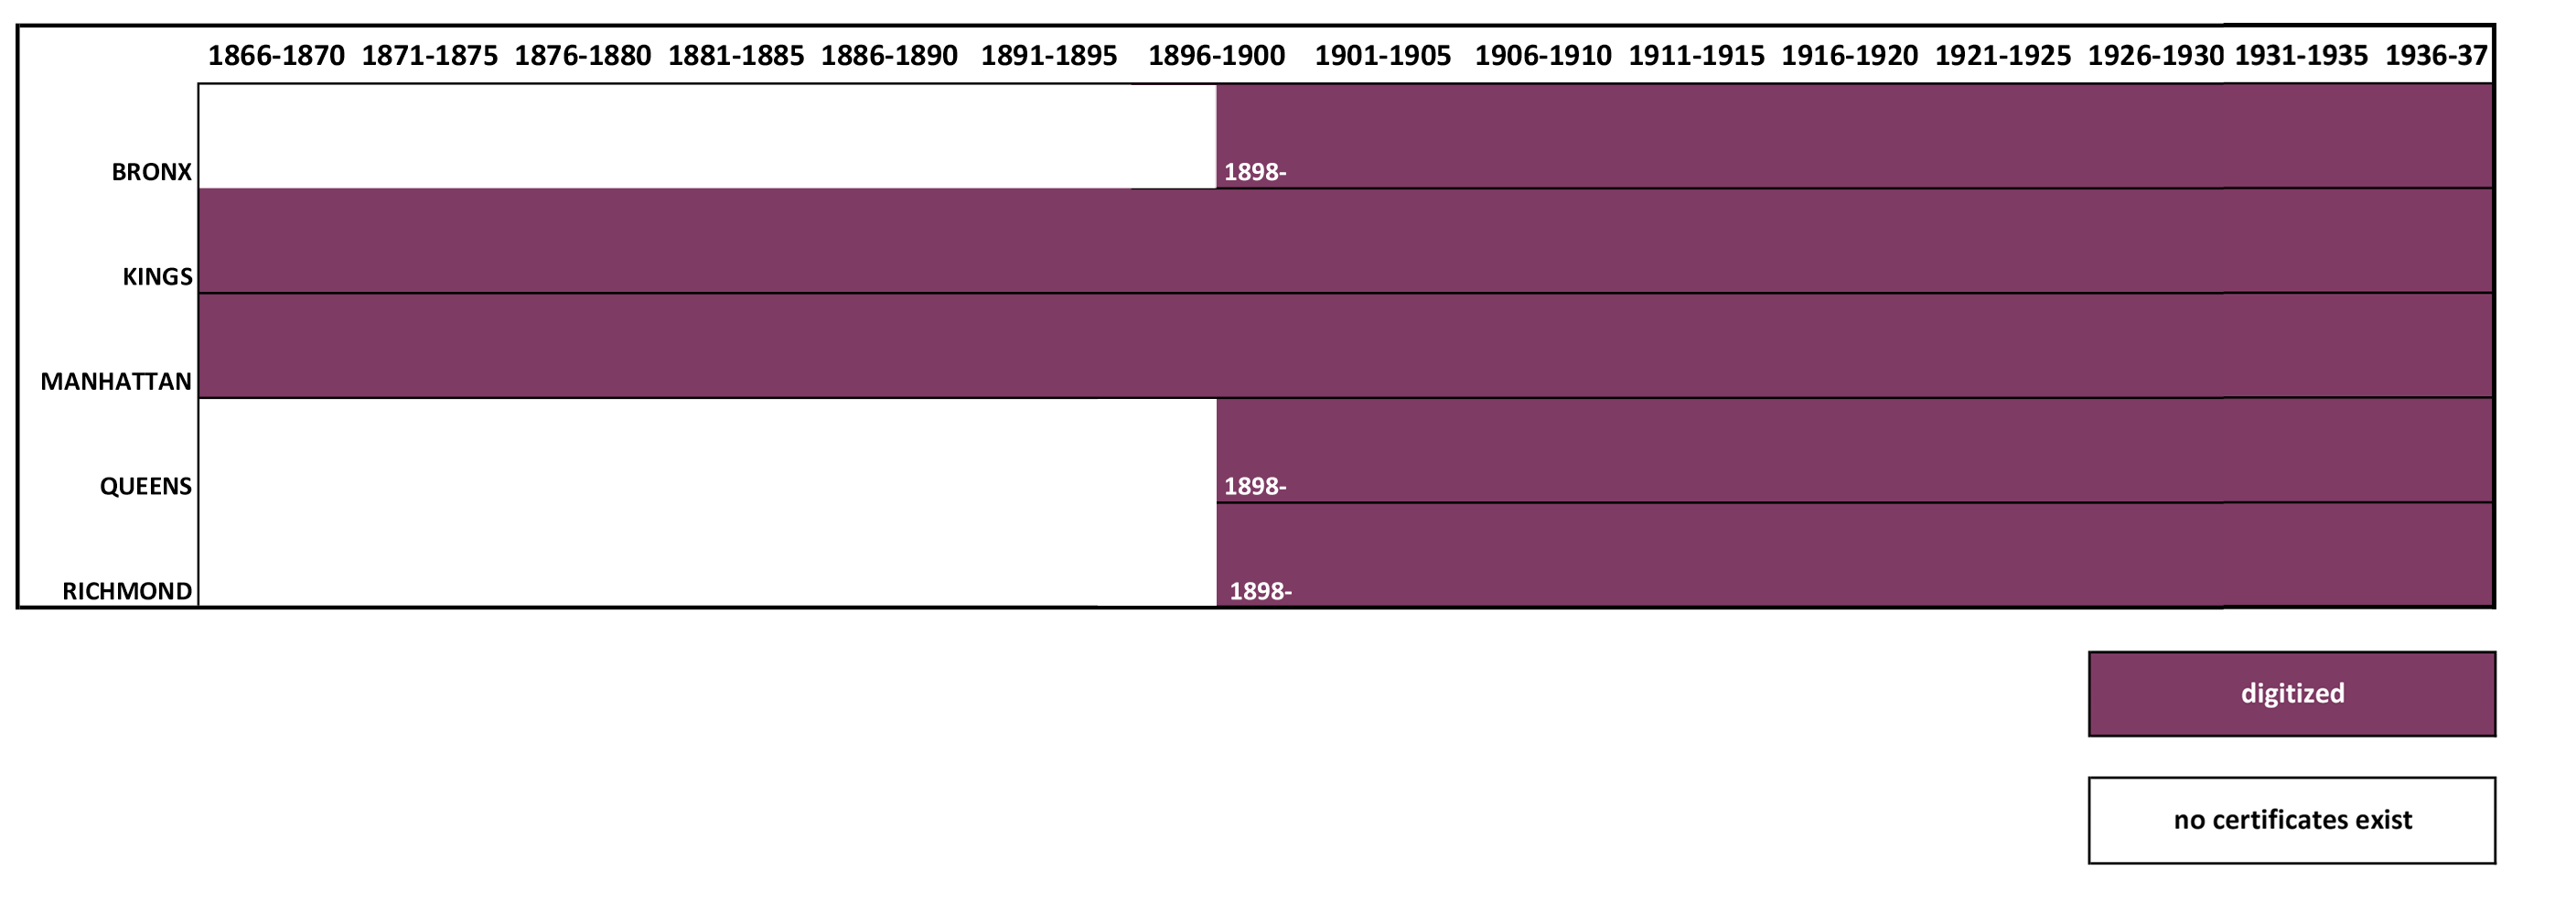 1866-1870 1871-1875 1876-1880 1881-1885 1886-1890 1891-1895 1896-1900 1901-1905 1906-1910 1911-1915 1916-1920 1921-1925 1926-1930 1931-1935 1936-37
BRONX 1898-
KINGS
MANHATTAN
QUEENS 1898-
RICHMOND 1898-
digitized
no certificates exist